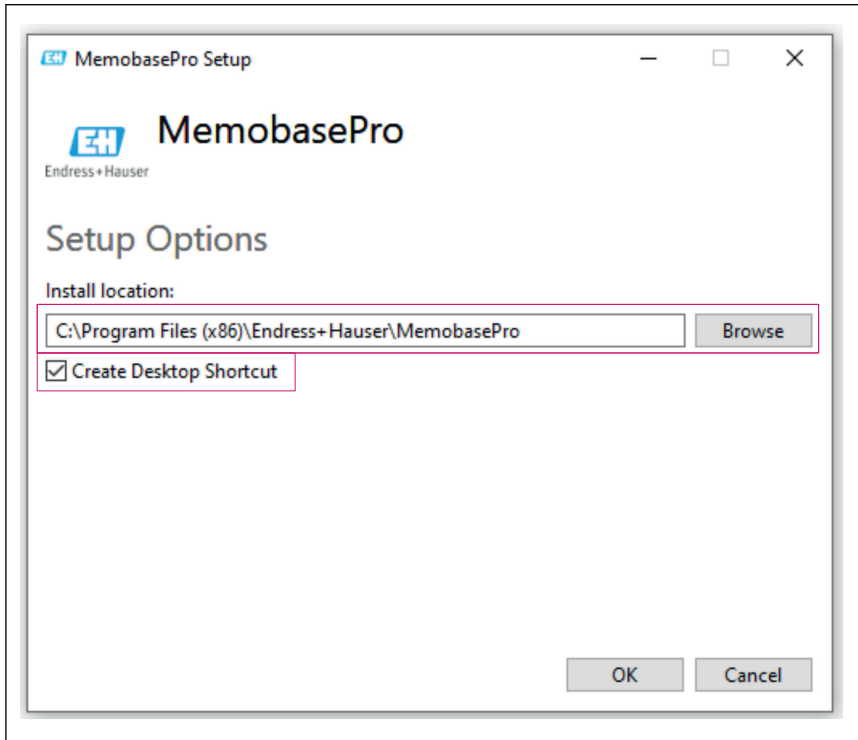 MemobasePro Setup
EH
MemobasePro
Endress+Hauser
Setup Options
Install location:
C:\Program Files (x86)\Endress+Hauser\MemobasePro Browse
Create Desktop Shortcut
OK Cancel